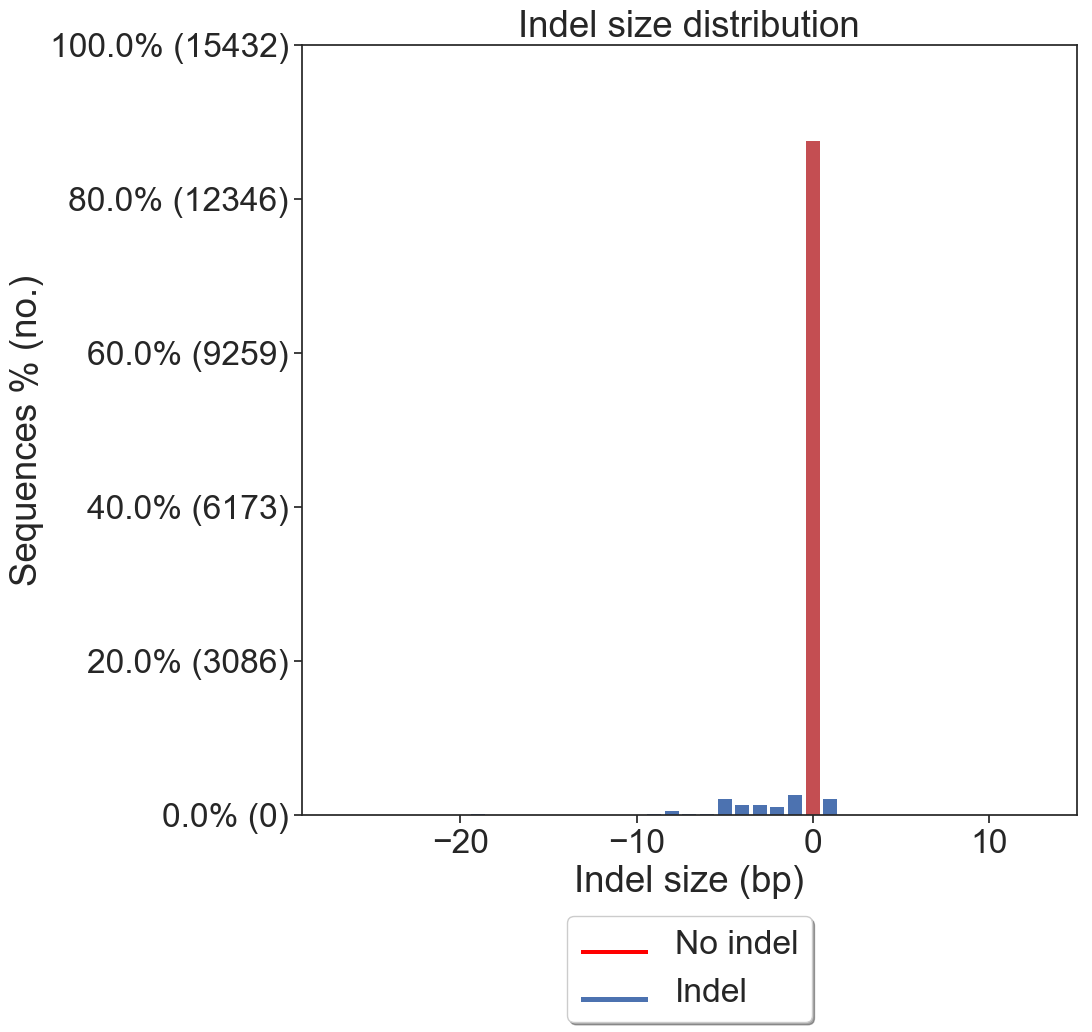 Indel size distribution
100.0% (15432)
80.0% (12346)
60.0% (9259)
40.0% (6173)
20.0% (3086)
0.0% (0)
Sequences % (no.)
−20
−10
0
10
Indel size (bp)
No indel
Indel